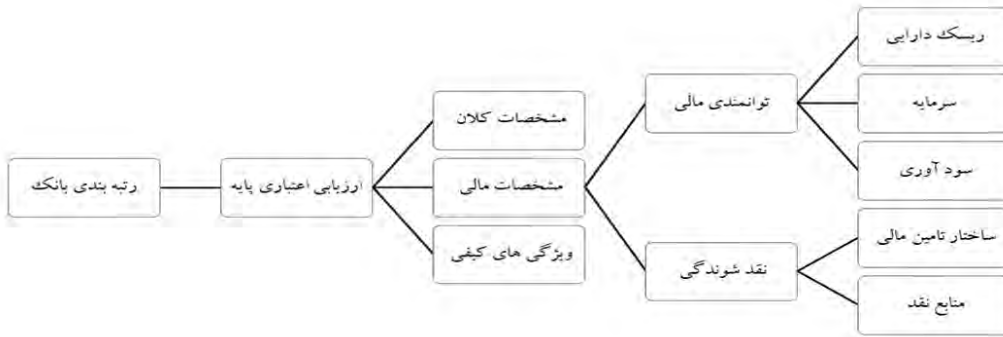 رتبه بندی بانک
ارزیابی اعتباری پایه
مشخصات کلان
مشخصات مالی
ویژگی های کیفی
توانمندی مالی
نقد شوندگی
ریسک دارایی
سرمایه
سود آوری
ساختار تامین مالی
منابع نقد